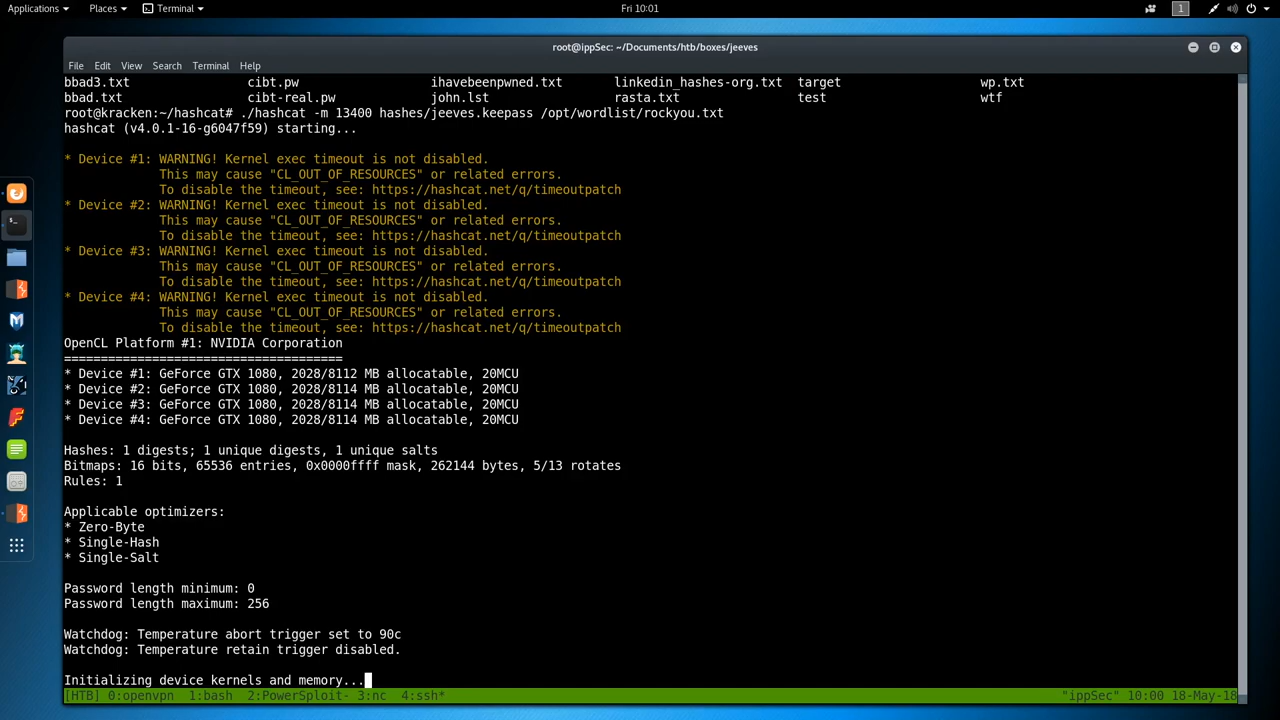 Applications Places Terminal Fri 10:01 1
root@ippSec: ~/Documents/htb/boxes/jeeves
File Edit View Search Terminal Help
bbad3.txt cibt.pw ihavebeenpwned.txt linkedin_hashes-org.txt target wp.txt
bbad.txt cibt-real.pw john.lst rasta.txt test wtf
root@kracken:~/hashcat# ./hashcat -m 13400 hashes/jeeves.keepass /opt/wordlist/rockyou.txt
hashcat (v4.0.1-16-g6047f59) starting...
* Device #1: WARNING! Kernel exec timeout is not disabled.
This may cause "CL_OUT_OF_RESOURCES" or related errors.
To disable the timeout, see: https://hashcat.net/q/timeoutpatch
* Device #2: WARNING! Kernel exec timeout is not disabled.
This may cause "CL_OUT_OF_RESOURCES" or related errors.
To disable the timeout, see: https://hashcat.net/q/timeoutpatch
* Device #3: WARNING! Kernel exec timeout is not disabled.
This may cause "CL_OUT_OF_RESOURCES" or related errors.
To disable the timeout, see: https://hashcat.net/q/timeoutpatch
* Device #4: WARNING! Kernel exec timeout is not disabled.
This may cause "CL_OUT_OF_RESOURCES" or related errors.
To disable the timeout, see: https://hashcat.net/q/timeoutpatch
OpenCL Platform #1: NVIDIA Corporation
======================================
* Device #1: GeForce GTX 1080, 2028/8112 MB allocatable, 20MCU
* Device #2: GeForce GTX 1080, 2028/8114 MB allocatable, 20MCU
* Device #3: GeForce GTX 1080, 2028/8114 MB allocatable, 20MCU
* Device #4: GeForce GTX 1080, 2028/8114 MB allocatable, 20MCU
Hashes: 1 digests; 1 unique digests, 1 unique salts
Bitmaps: 16 bits, 65536 entries, 0x0000ffff mask, 262144 bytes, 5/13 rotates
Rules: 1
Applicable optimizers:
* Zero-Byte
* Single-Hash
* Single-Salt
Password length minimum: 0
Password length maximum: 256
Watchdog: Temperature abort trigger set to 90c
Watchdog: Temperature retain trigger disabled.
Initializing device kernels and memory...
[HTB] 0:openvpn 1:bash 2:PowerSploit- 3:nc 4:ssh* "ippSec" 10:00 18-May-18